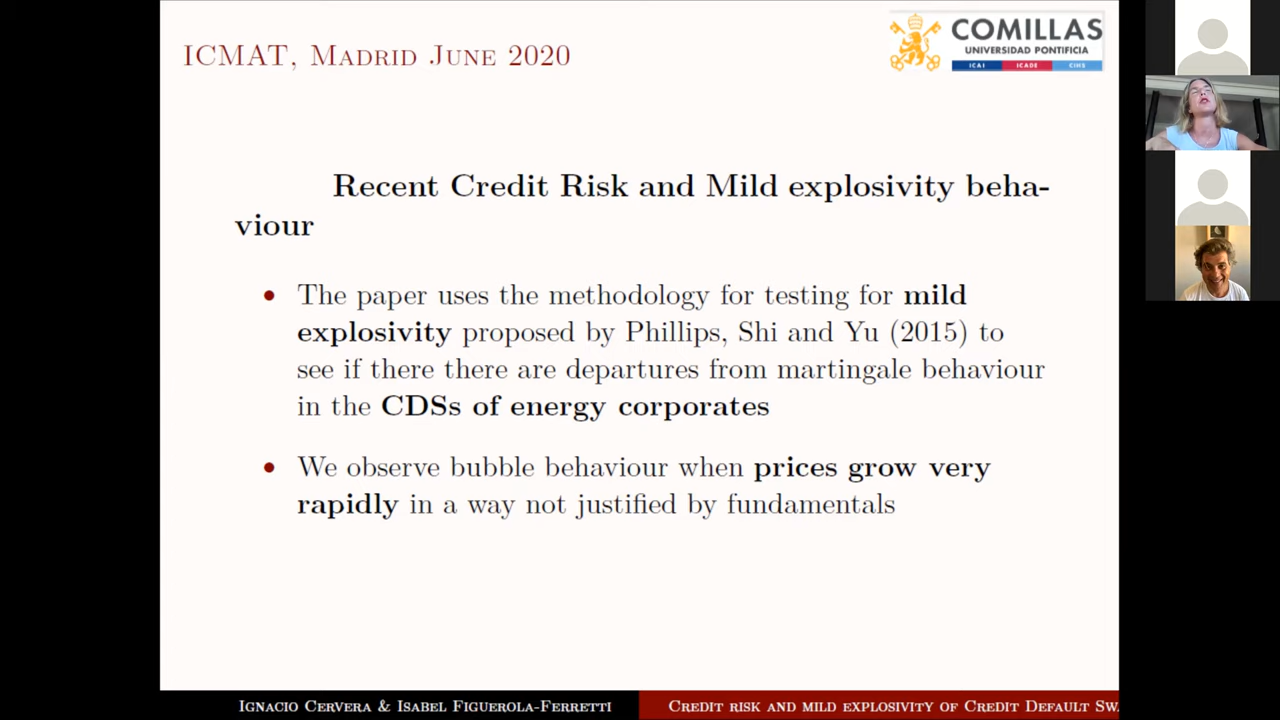 ICMAT, Madrid June 2020
COMILLAS
UNIVERSIDAD PONTIFICIA
ICAI ICADE CIHS
Recent Credit Risk and Mild explosivity beha-
viour
• The paper uses the methodology for testing for mild
explosivity proposed by Phillips, Shi and Yu (2015) to
see if there there are departures from martingale behaviour
in the CDSs of energy corporates
• We observe bubble behaviour when prices grow very
rapidly in a way not justified by fundamentals
Ignacio Cervera & Isabel Figuerola-Ferretti
Credit risk and mild explosivity of Credit Default Sw